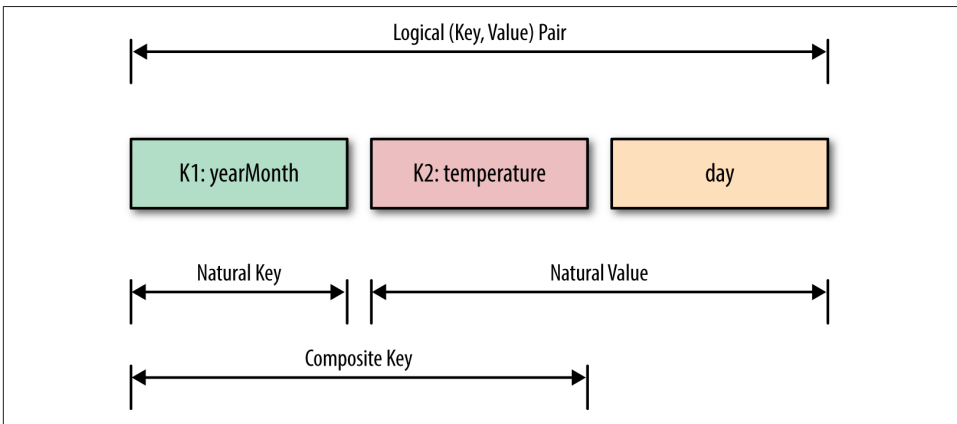 Logical (Key, Value) Pair
K1: yearMonth
K2: temperature
day
Natural Key
Natural Value
Composite Key